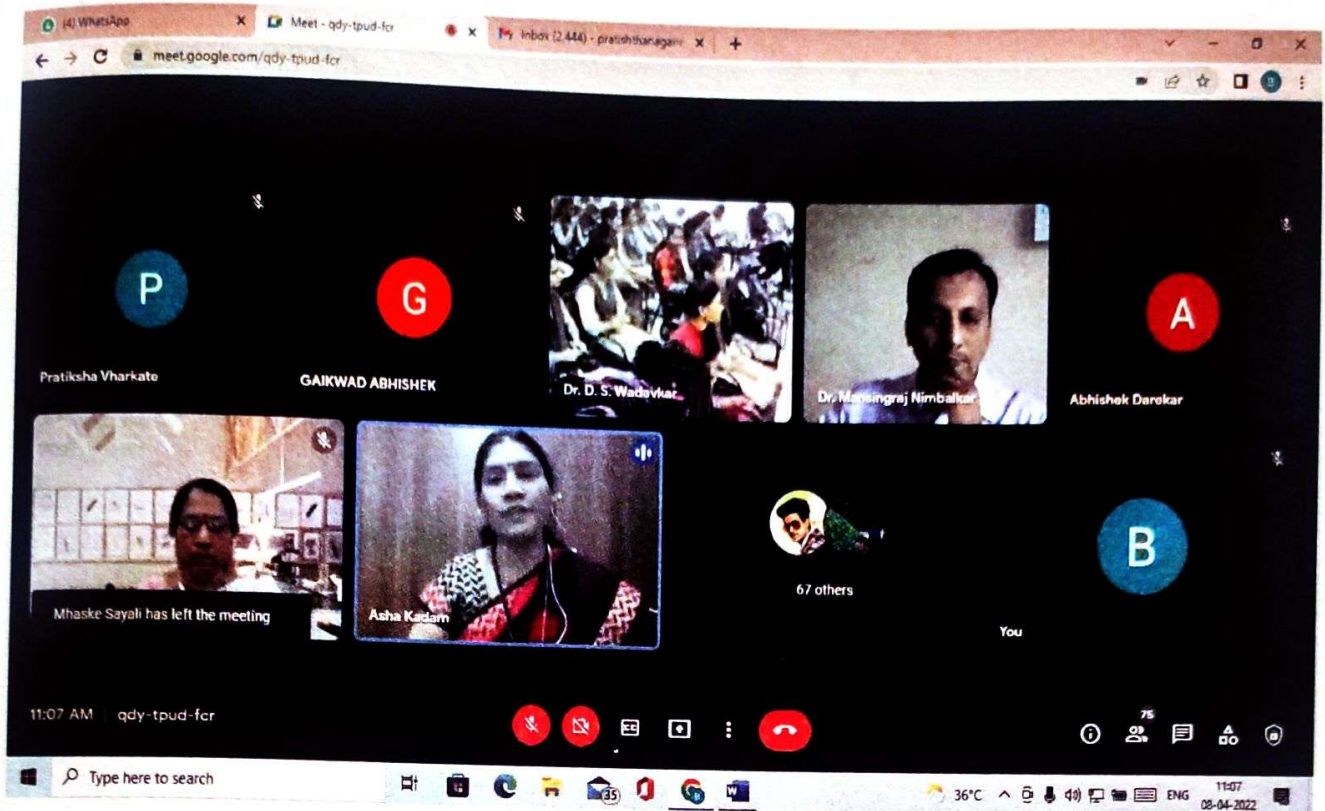 (4) WhatsApp
Meet - qdy-tpud-fcr
Inbox (2,444) - pratishthanagaire
meet.google.com/qdy-tpud-fcr
P
G
A
Pratiksha Vharkate
GAIKWAD ABHISHEK
Dr. D. S. Wadavkar
Dr. Mansingraj Nimbalkar
Abhishek Darekar
B
Mhaske Sayali has left the meeting
Asha Kadam
67 others
You
11:07 AM | qdy-tpud-fcr
75
Type here to search
35
36°C
ENG
11:07
08-04-2022